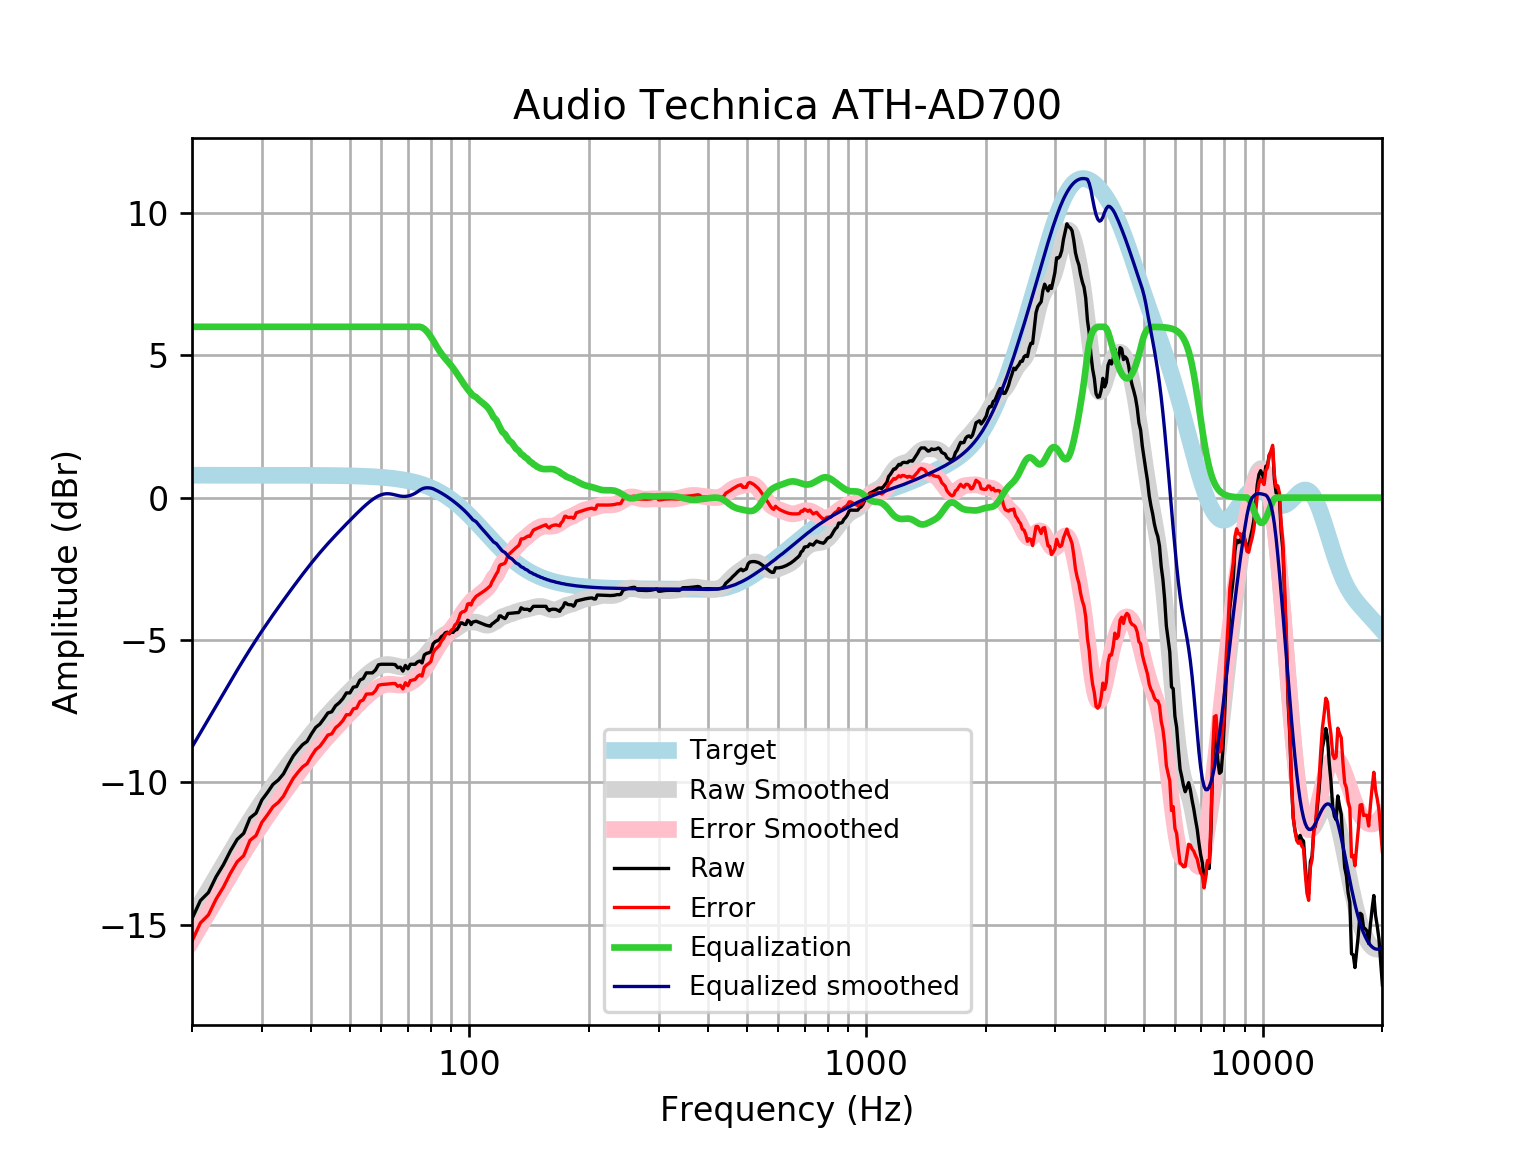 Audio Technica ATH-AD700
Amplitude (dBr)
10
5
0
−5
−10
−15
Target
Raw Smoothed
Error Smoothed
Raw
Error
Equalization
Equalized smoothed
100
1000
10000
Frequency (Hz)